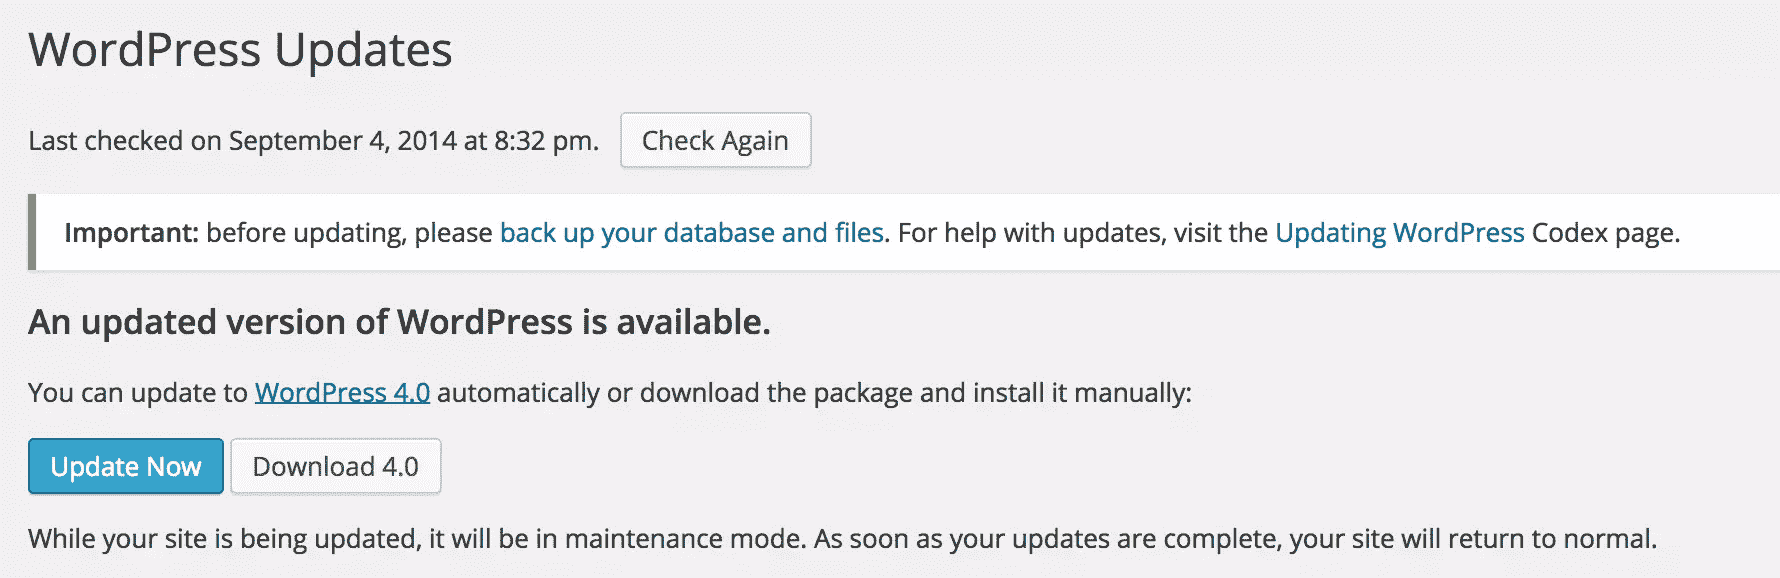 WordPress Updates
Last checked on September 4, 2014 at 8:32 pm. Check Again
Important: before updating, please back up your database and files. For help with updates, visit the Updating WordPress Codex page.
An updated version of WordPress is available.
You can update to WordPress 4.0 automatically or download the package and install it manually:
Update Now Download 4.0
While your site is being updated, it will be in maintenance mode. As soon as your updates are complete, your site will return to normal.